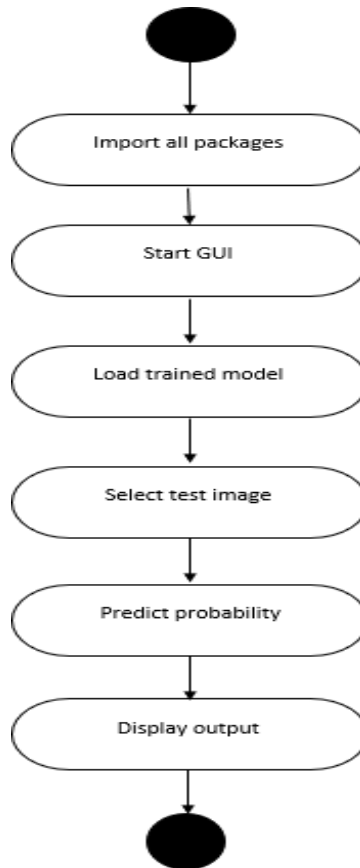 Import all packages
Start GUI
Load trained model
Select test image
Predict probability
Display output